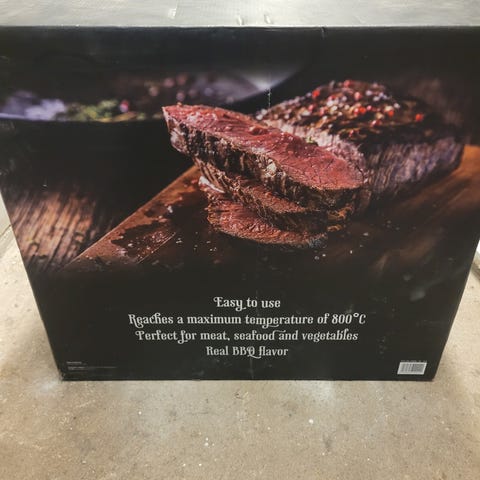 Easy to use
Reaches a maximum temperature of 800°C
Perfect for meat, seafood and vegetables
Real BBQ flavor